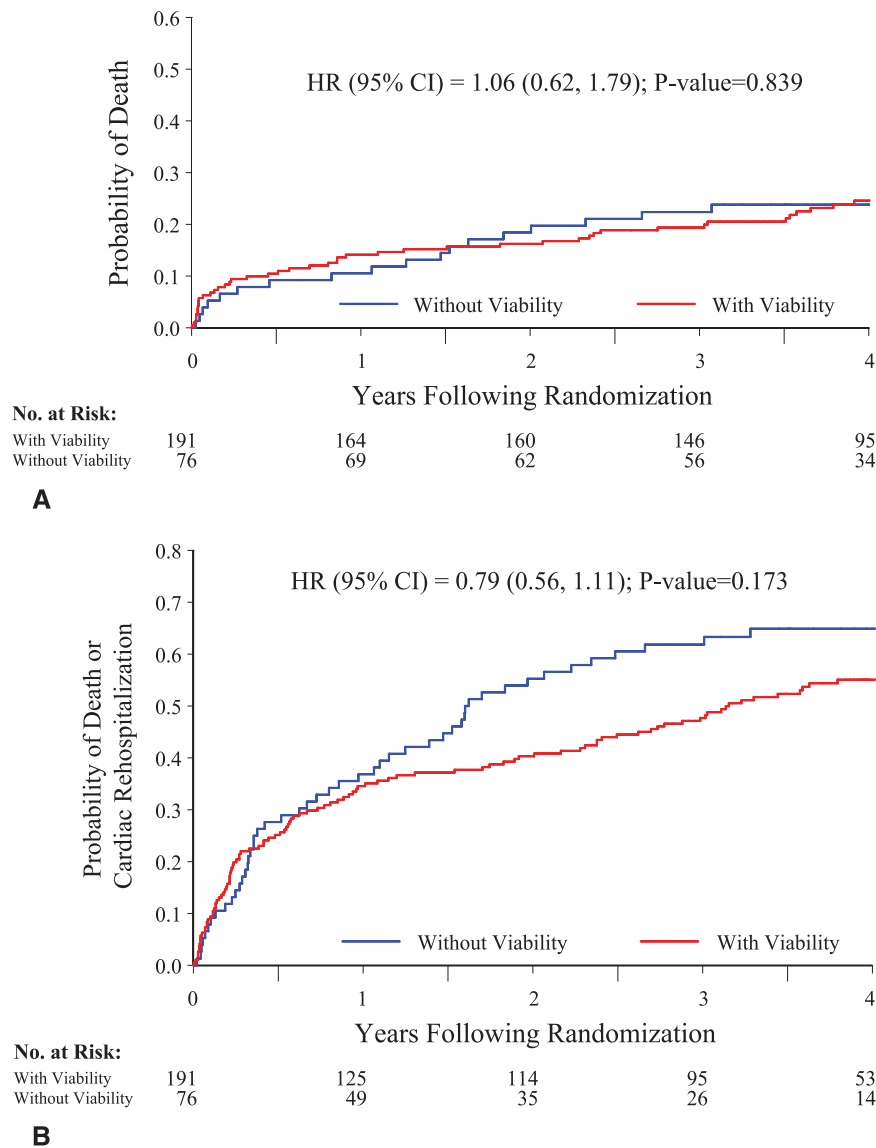 0.6
HR (95% CI) = 1.06 (0.62, 1.79); P-value=0.839
0.5
0.4
Probability of Death
0.3
0.2
0.1
Without Viability With Viability
0.0
0 1 2 3 4
Years Following Randomization
No. at Risk:
With Viability 191 164 160 146 95
Without Viability 76 69 62 56 34
A
0.8
HR (95% CI) = 0.79 (0.56, 1.11); P-value=0.173
0.7
0.6
0.5
Probability of Death or
Cardiac Rehospitalization
0.4
0.3
0.2
0.1
Without Viability With Viability
0.0
0 1 2 3 4
Years Following Randomization
No. at Risk:
With Viability 191 125 114 95 53
Without Viability 76 49 35 26 14
B